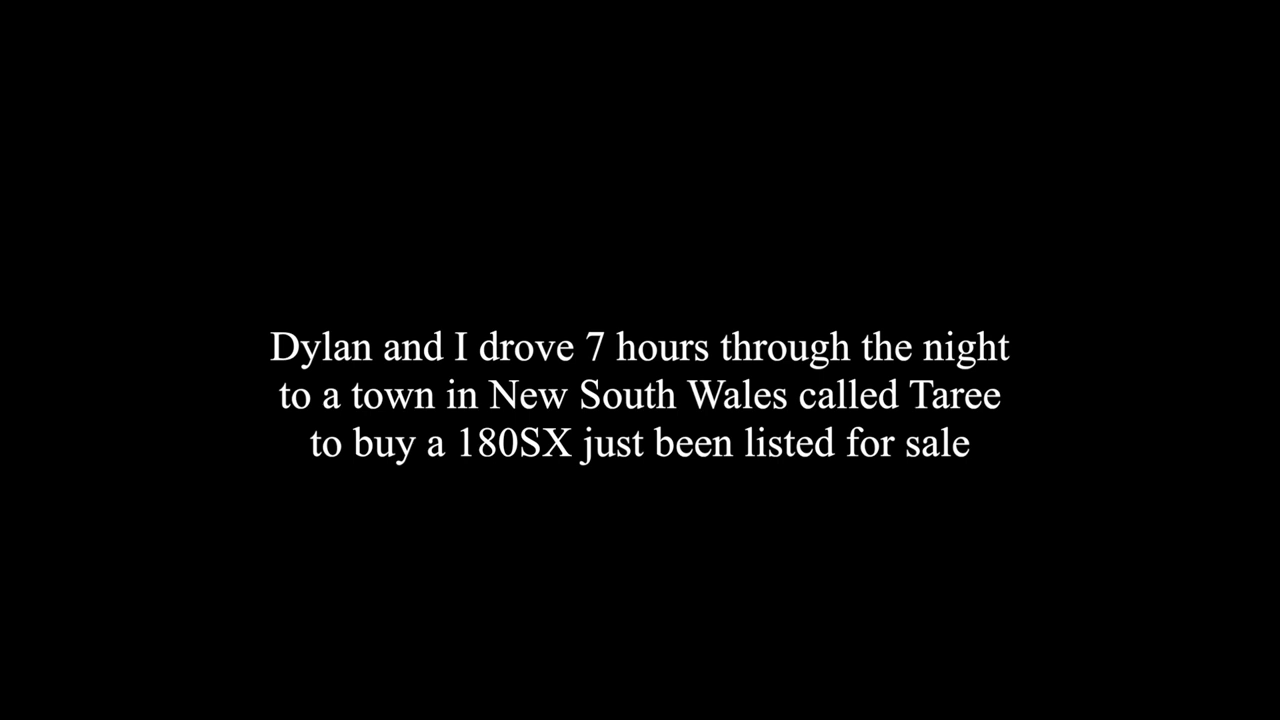 Dylan and I drove 7 hours through the night
to a town in New South Wales called Taree
to buy a 180SX just been listed for sale